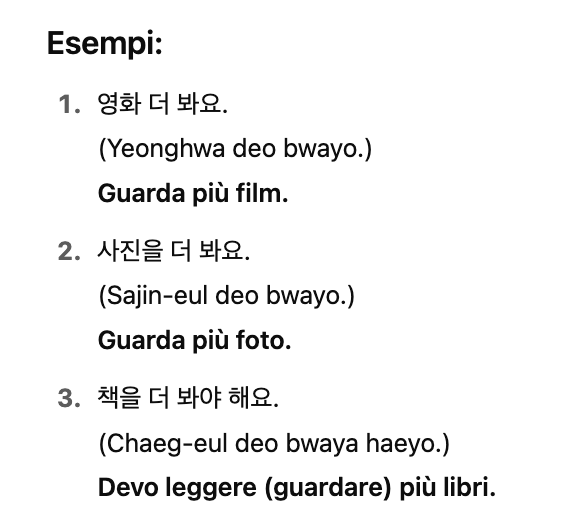 Esempi:
1. 영화 더 봐요.
(Yeonghwa deo bwayo.)
Guarda più film.
2. 사진을 더 봐요.
(Sajin-eul deo bwayo.)
Guarda più foto.
3. 책을 더 봐야 해요.
(Chaeg-eul deo bwaya haeyo.)
Devo leggere (guardare) più libri.